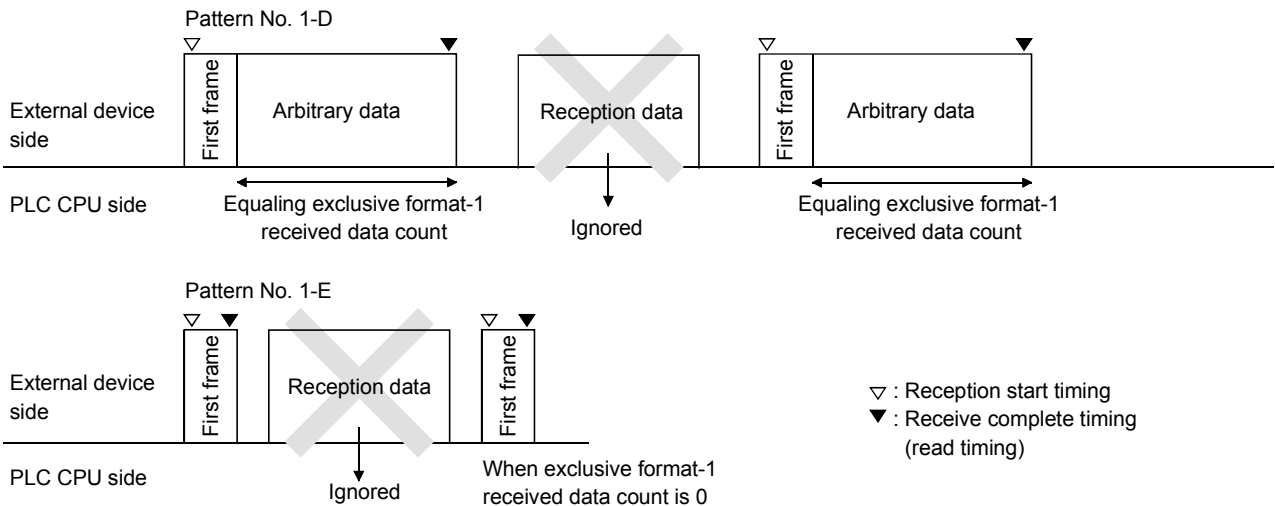 Pattern No. 1-D
External device
side
First frame
Arbitrary data
Reception data
First frame
Arbitrary data
PLC CPU side
Equaling exclusive format-1
received data count
Ignored
Equaling exclusive format-1
received data count
Pattern No. 1-E
External device
side
First frame
Reception data
First frame
▽ : Reception start timing
▼ : Receive complete timing
(read timing)
PLC CPU side
Ignored
When exclusive format-1
received data count is 0